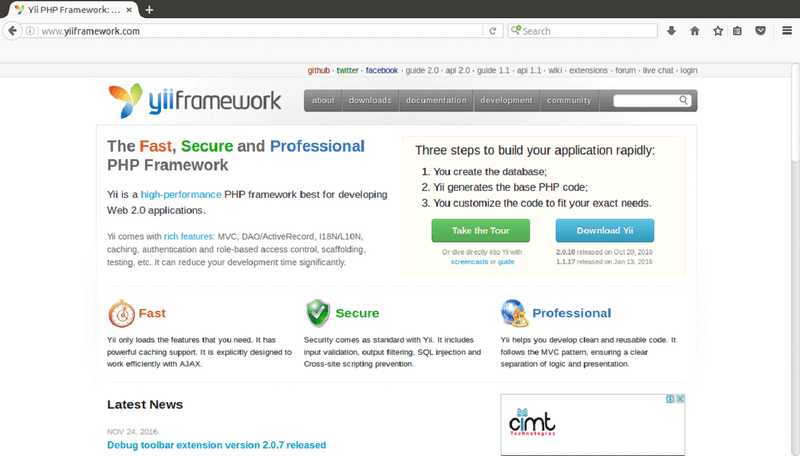 Yii PHP Framework: ...
www.yiiframework.com
Search
github · twitter · facebook · guide 2.0 · api 2.0 · guide 1.1 · api 1.1 · wiki · extensions · forum · live chat · login
yiiframework
about downloads documentation development community
The Fast, Secure and Professional
PHP Framework
Yii is a high-performance PHP framework best for developing
Web 2.0 applications.
Yii comes with rich features: MVC, DAO/ActiveRecord, I18N/L10N,
caching, authentication and role-based access control, scaffolding,
testing, etc. It can reduce your development time significantly.
Three steps to build your application rapidly:
1. You create the database;
2. Yii generates the base PHP code;
3. You customize the code to fit your exact needs.
Take the Tour
Download Yii
Or dive directly into Yii with
screencasts or guide
2.0.10 released on Oct 20, 2016
1.1.17 released on Jan 13, 2016
Fast
Yii only loads the features that you need. It has
powerful caching support. It is explicitly designed to
work efficiently with AJAX.
Secure
Security comes as standard with Yii. It includes
input validation, output filtering, SQL injection and
Cross-site scripting prevention.
Professional
Yii helps you develop clean and reusable code. It
follows the MVC pattern, ensuring a clear
separation of logic and presentation.
Latest News
NOV 24, 2016
Debug toolbar extension version 2.0.7 released
cimt
Technologies